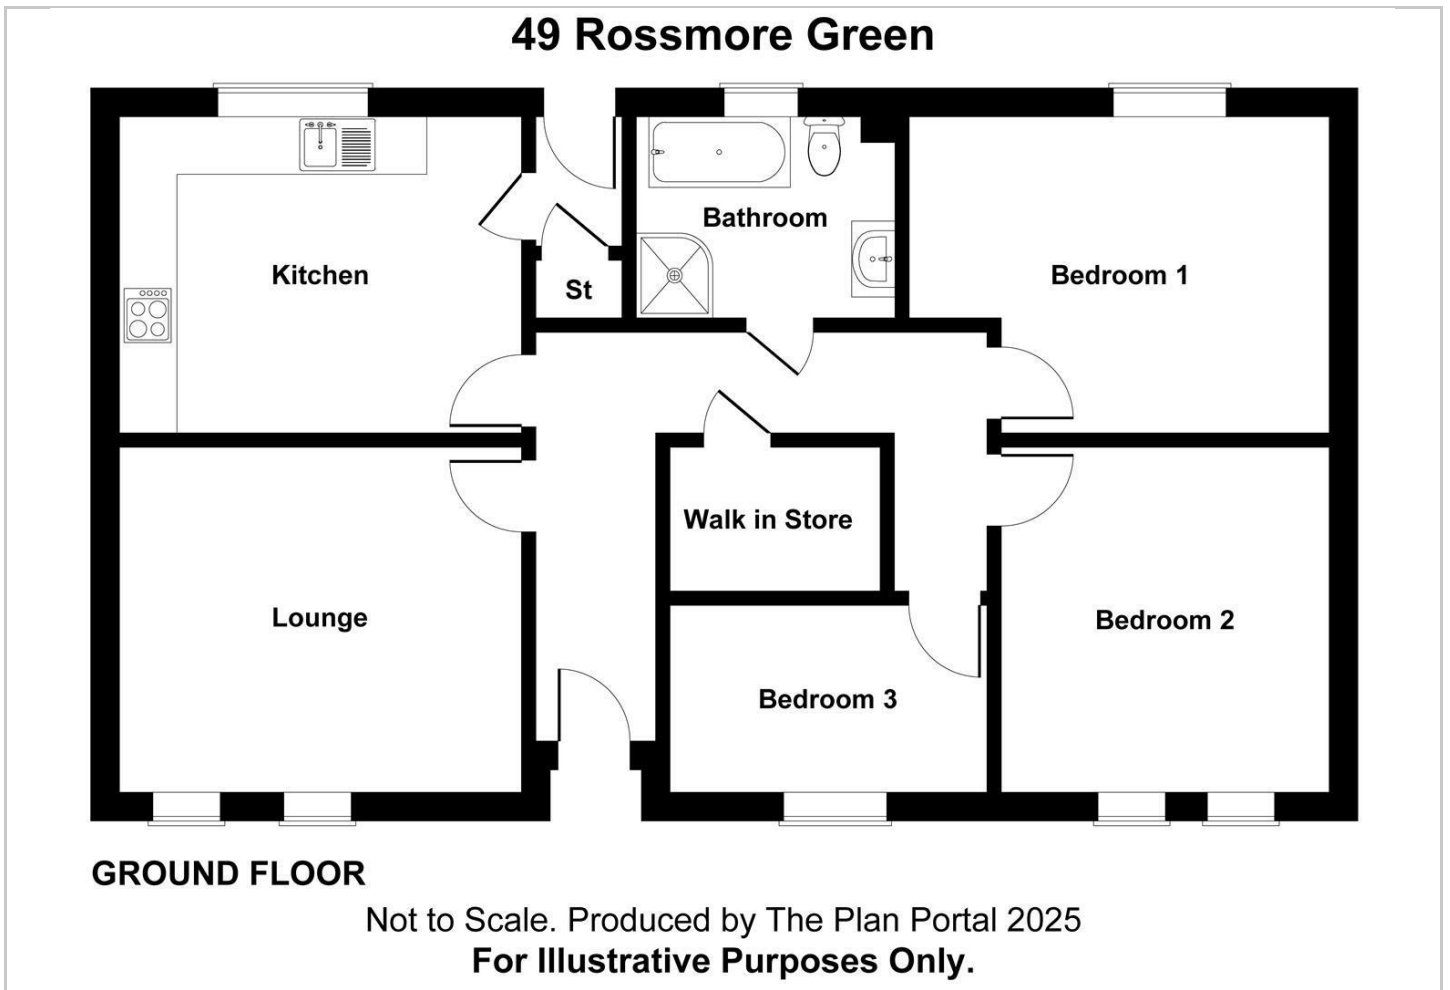 49 Rossmore Green
Bathroom
Kitchen
Bedroom 1
St
Walk in Store
Lounge
Bedroom 2
Bedroom 3
GROUND FLOOR
Not to Scale. Produced by The Plan Portal 2025
For Illustrative Purposes Only.